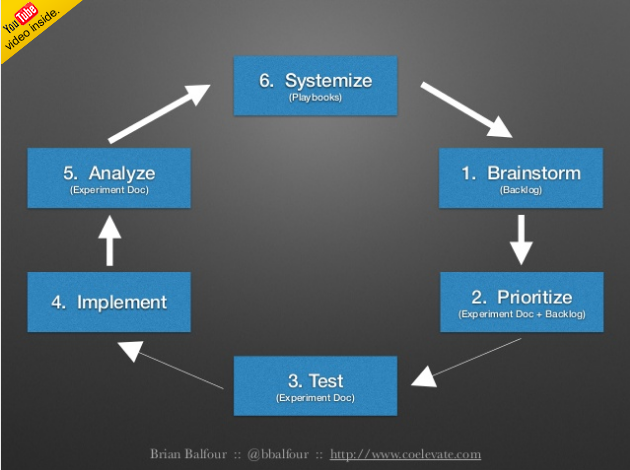 YouTube
video inside.
6. Systemize
(Playbooks)
5. Analyze
(Experiment Doc)
1. Brainstorm
(Backlog)
4. Implement
2. Prioritize
(Experiment Doc + Backlog)
3. Test
(Experiment Doc)
Brian Balfour :: @bbalfour :: http://www.coelevate.com